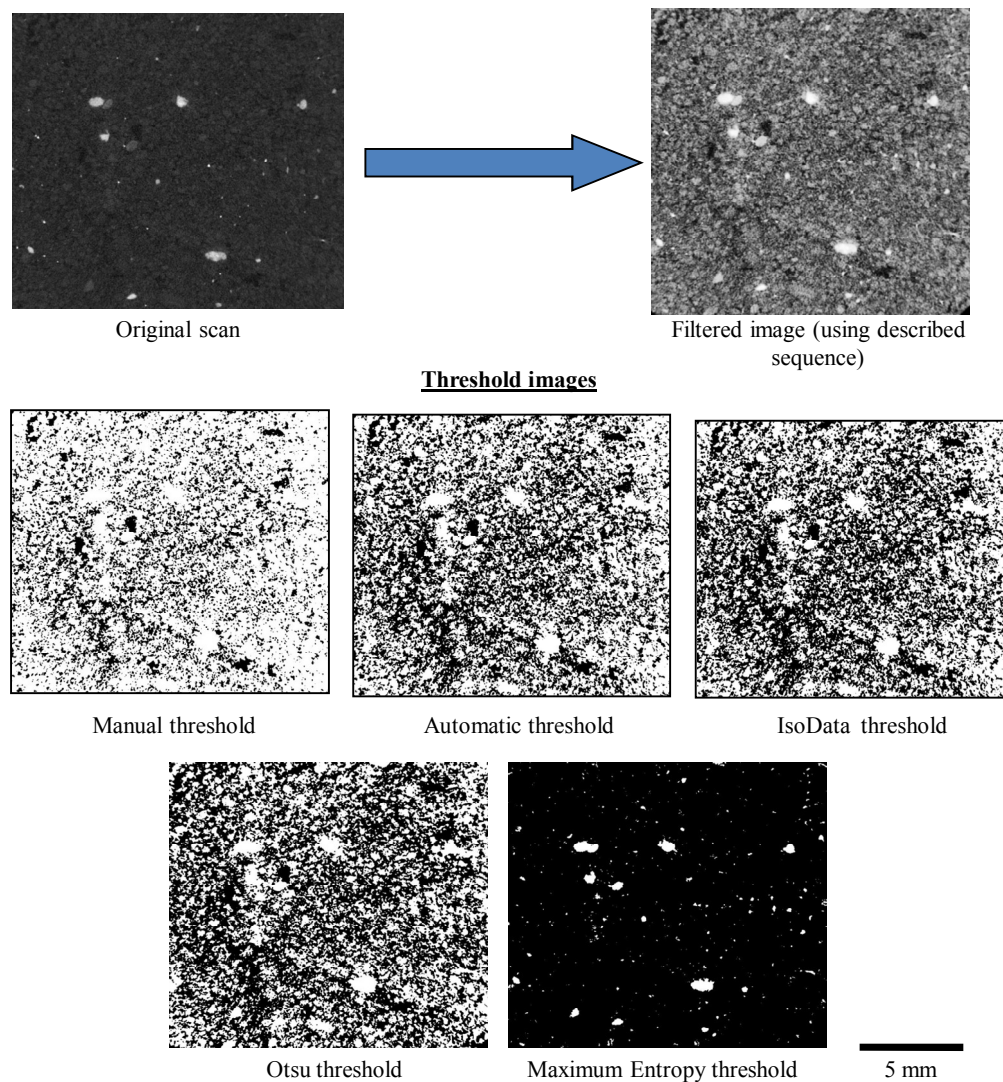 Original scan
Filtered image (using described
sequence)
Threshold images
Manual threshold
Automatic threshold
IsoData threshold
Otsu threshold
Maximum Entropy threshold
5 mm